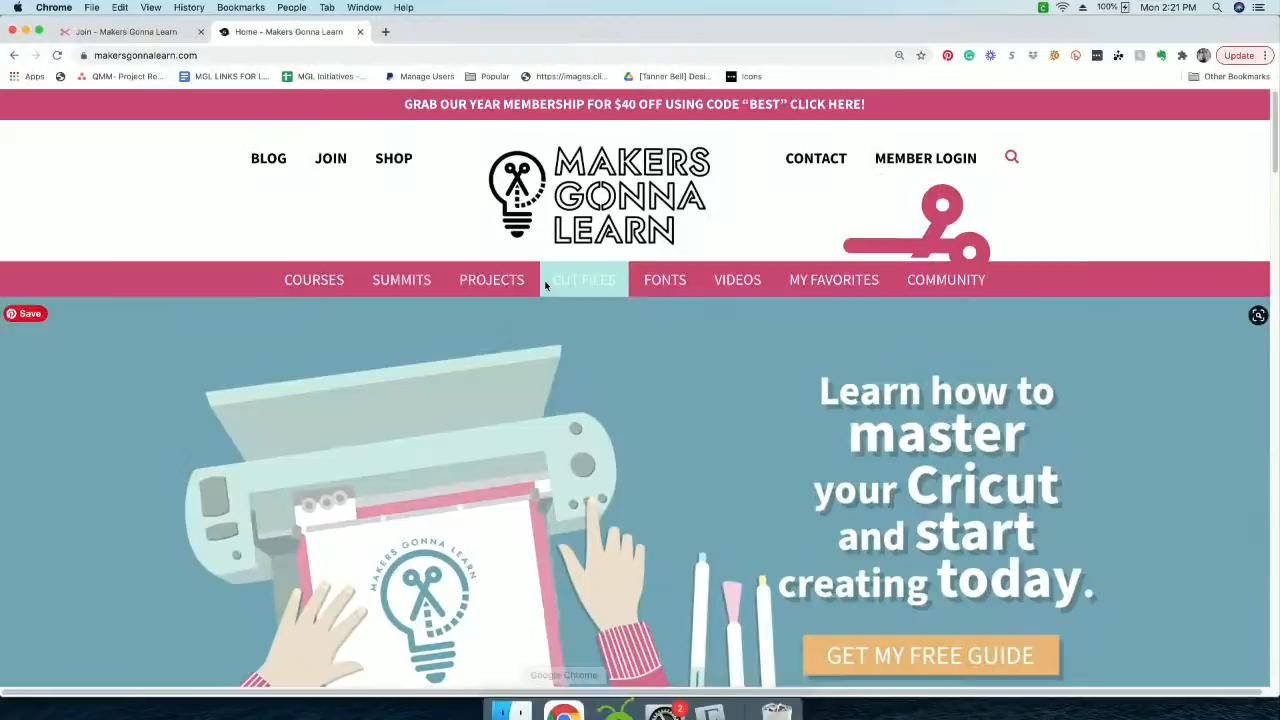 Chrome File Edit View History Bookmarks People Tab Window Help 100% Mon 2:21 PM
Join - Makers Gonna Learn Home - Makers Gonna Learn
makersgonnalearn.com Update
Apps QMM- Project Re... MGL LINKS FOR L... MGL Initiatives -... Manage Users Popular https://images.cli... [Tanner Bell] Desi... Icons Other Bookmarks
GRAB OUR YEAR MEMBERSHIP FOR $40 OFF USING CODE “BEST” CLICK HERE!
BLOG JOIN SHOP
MAKERS
GONNA
LEARN
CONTACT MEMBER LOGIN
COURSES SUMMITS PROJECTS CUT FILES FONTS VIDEOS MY FAVORITES COMMUNITY
Save
Learn how to
master
your Cricut
and start
creating today.
GET MY FREE GUIDE
MAKERS GONNA LEARN
Google Chrome
2